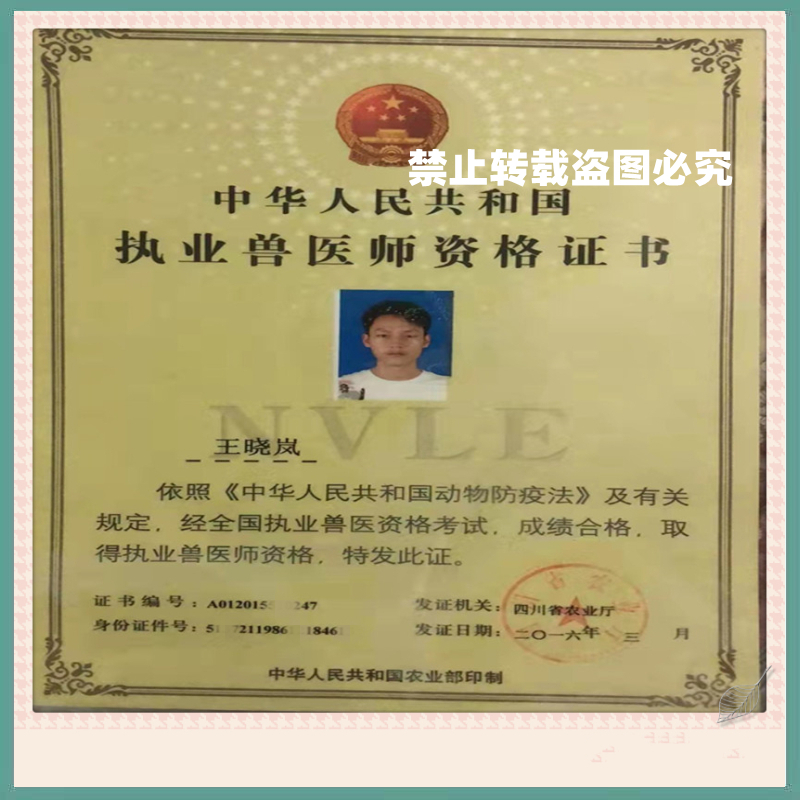 禁止转载盗图必究
中华人民共和国
执业兽医师资格证书
NVLE
王晓岚
依照《中华人民共和国动物防疫法》及有关
规定，经全国执业兽医资格考试，成绩合格，取
得执业兽医师资格，特发此证。
证书编号：A012015 247 发证机关：四川省农业厅
身份证件号：5 7211986 1846 发证日期：二〇一六年 三 月
中华人民共和国农业部印制